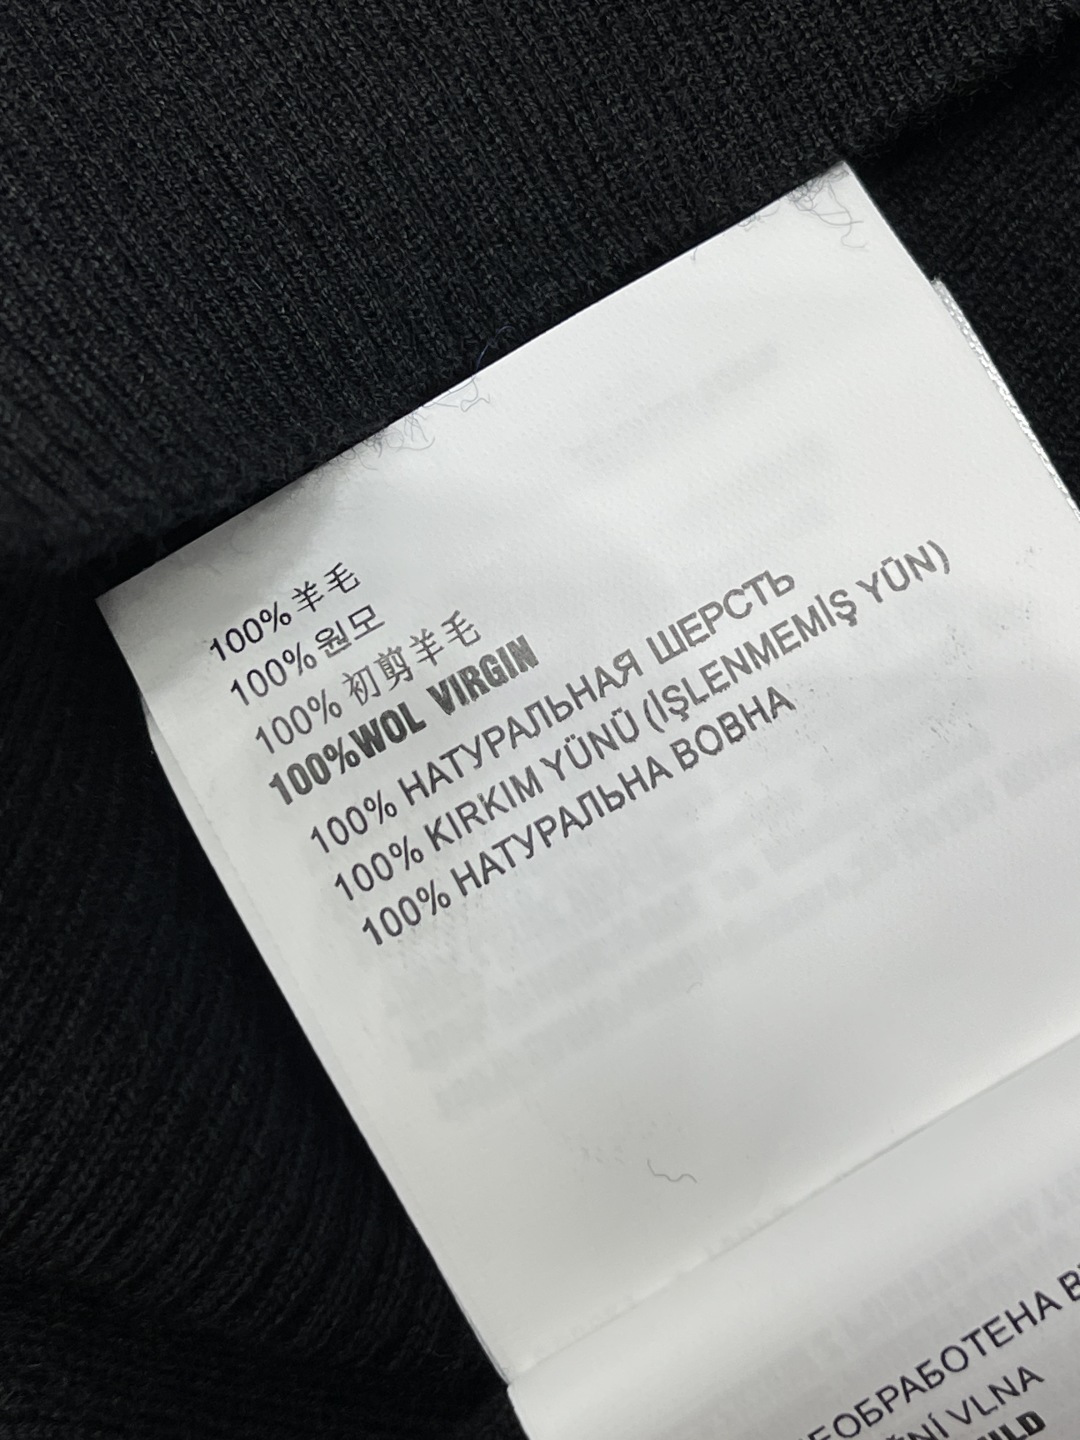 100%羊毛
100%원모
100% 初剪羊毛
100%WOL VIRGIN
100% НАТУРАЛЬНАЯ ШЕРСТЬ
100% KIRKIM YÜNÜ (İŞLENMEMİŞ YÜN)
100% НАТУРАЛЬНА ВОВНА
VLNA